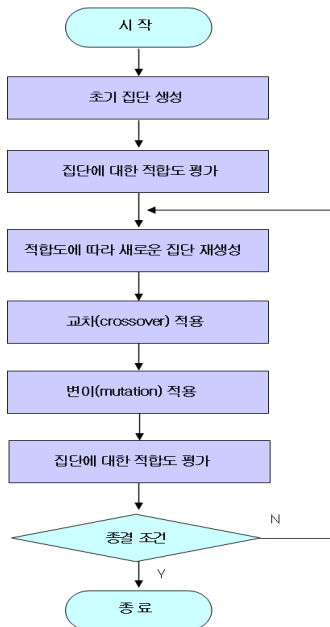 시 작
초기 집단 생성
집단에 대한 적합도 평가
적합도에 따라 새로운 집단 재생성
교차(crossover) 적용
변이(mutation) 적용
집단에 대한 적합도 평가
종결 조건
N
Y
종 료